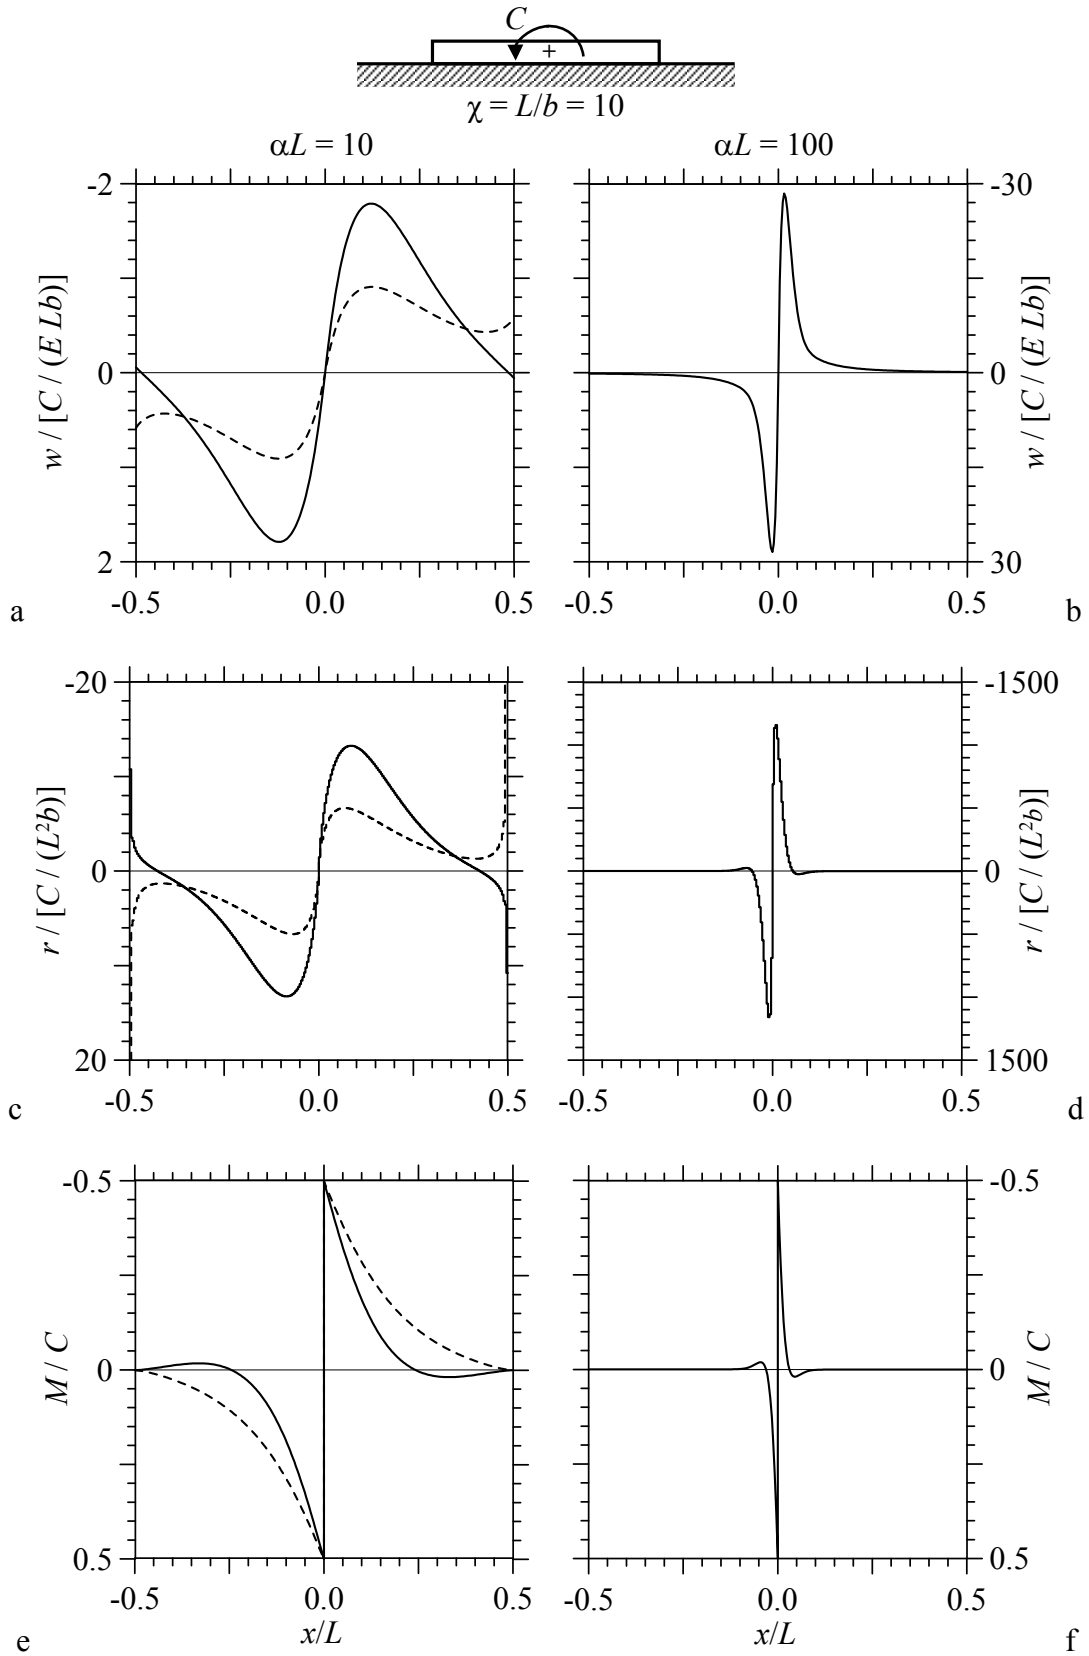 C
+
χ = L/b = 10
αL = 10
αL = 100
-2
0
2
w / [C / (E Lb)]
-0.5
0.0
0.5
a
-30
0
30
w / [C / (E Lb)]
-0.5
0.0
0.5
b
-20
0
20
r / [C / (L²b)]
-0.5
0.0
0.5
c
-1500
0
1500
r / [C / (L²b)]
-0.5
0.0
0.5
d
-0.5
0
0.5
M / C
-0.5
0.0
0.5
x/L
e
-0.5
0
0.5
M / C
-0.5
0.0
0.5
x/L
f